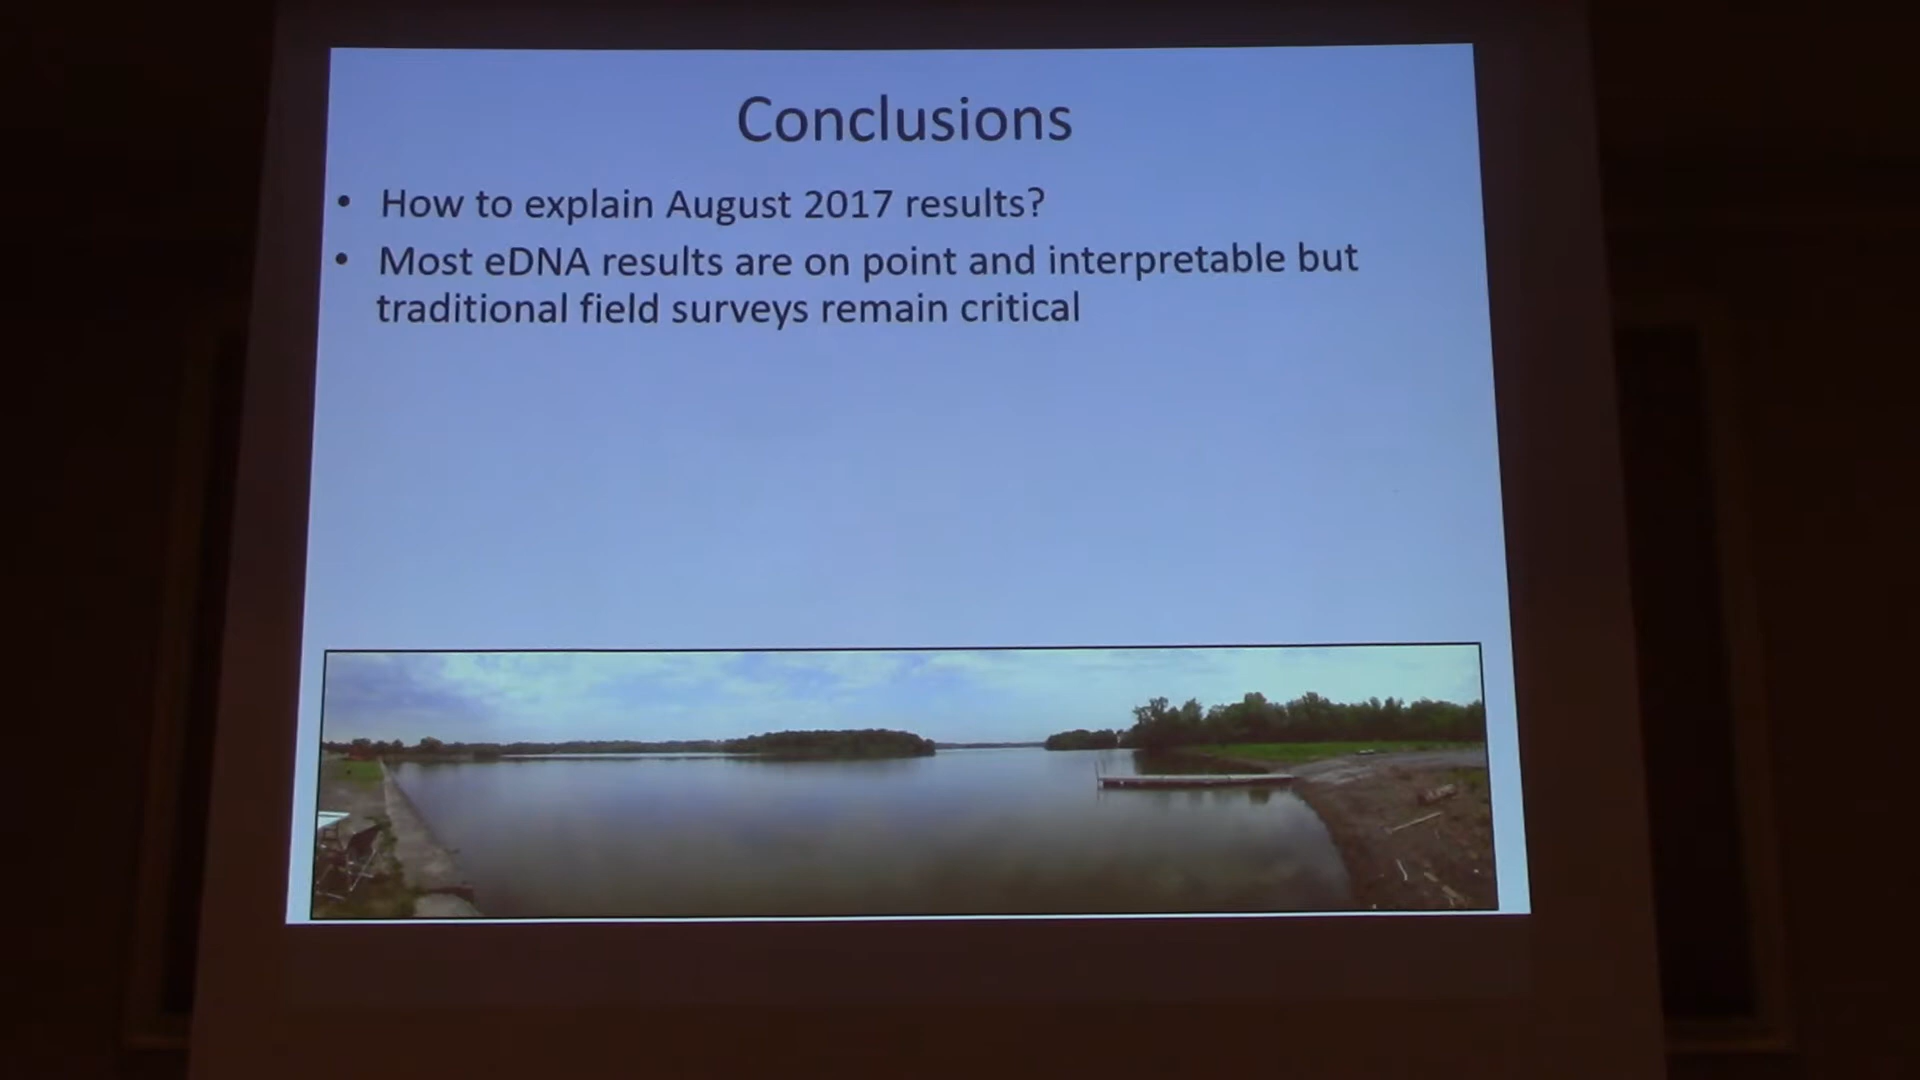 Conclusions
• How to explain August 2017 results?
• Most eDNA results are on point and interpretable but
traditional field surveys remain critical